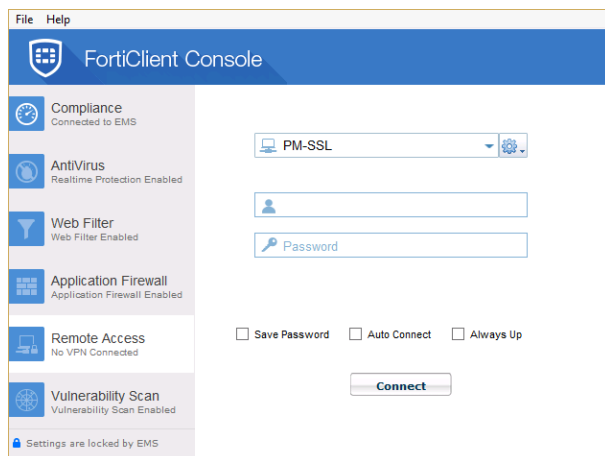 File Help
FortiClient Console
Compliance
Connected to EMS
AntiVirus
Realtime Protection Enabled
Web Filter
Web Filter Enabled
Application Firewall
Application Firewall Enabled
Remote Access
No VPN Connected
Vulnerability Scan
Vulnerability Scan Enabled
Settings are locked by EMS
PM-SSL
Password
Save Password Auto Connect Always Up
Connect